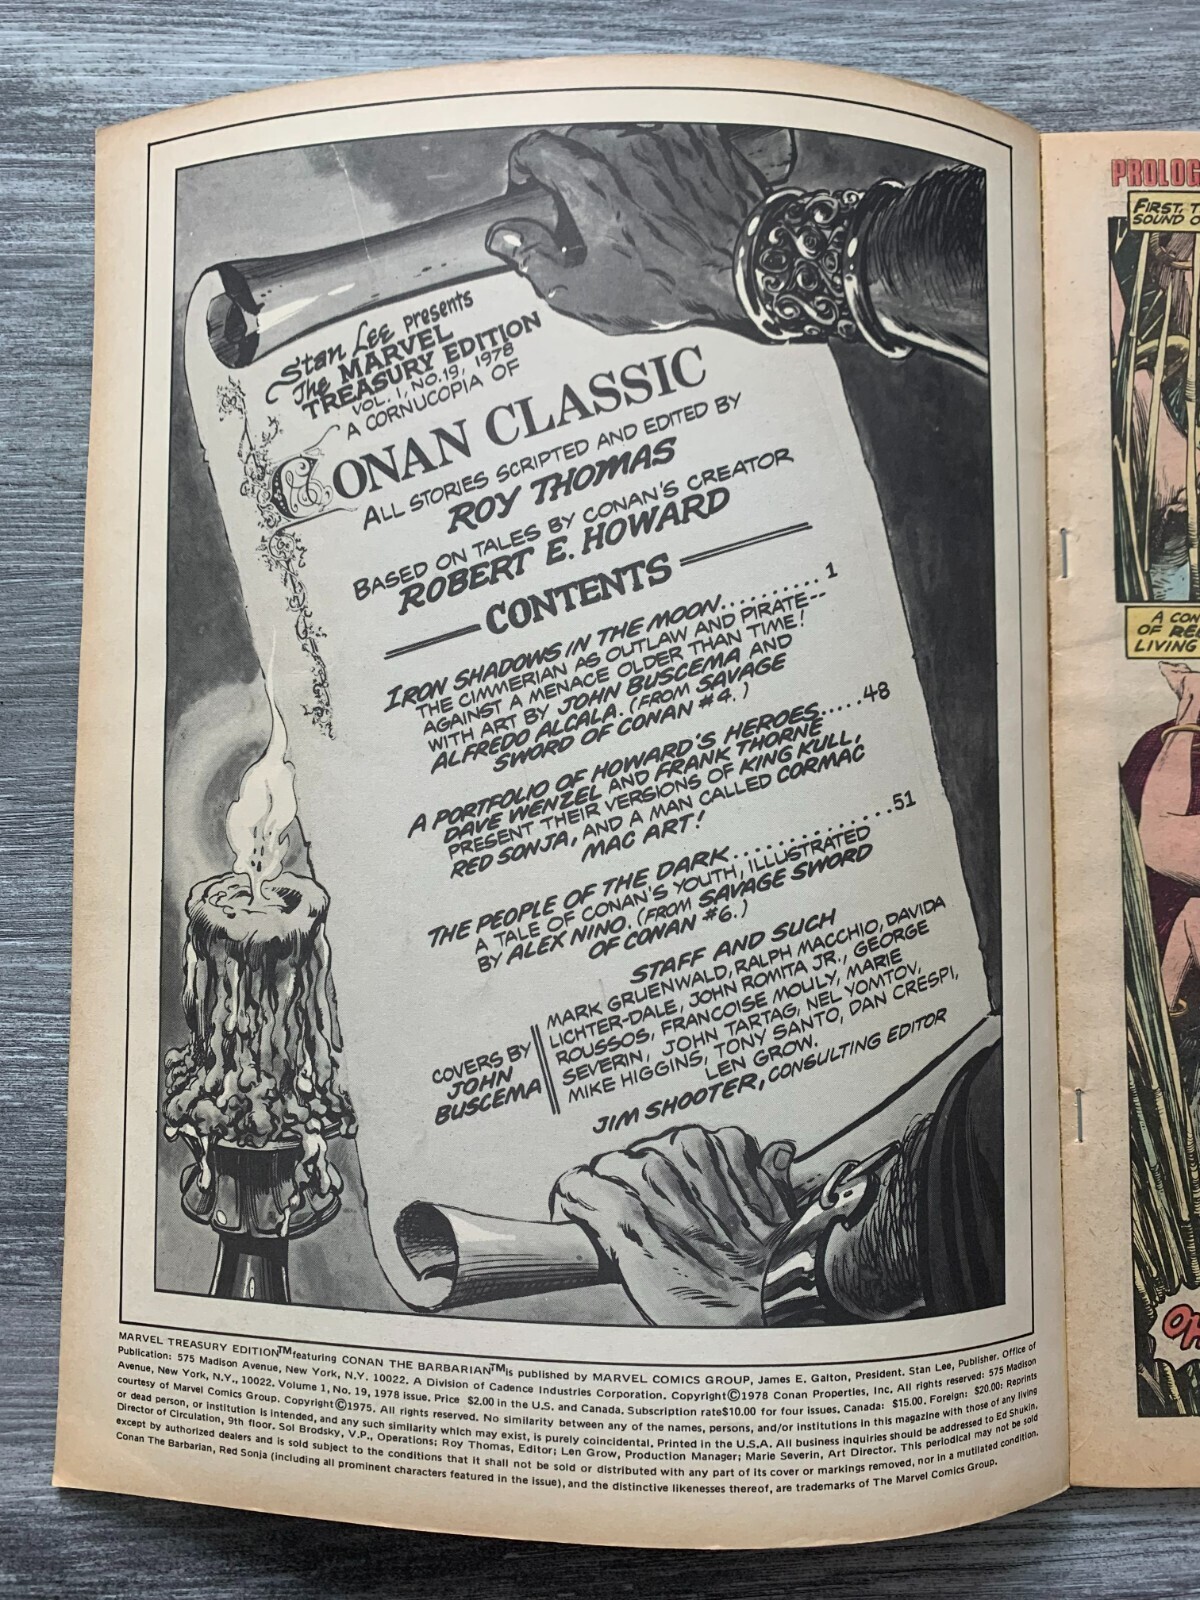 Stan Lee presents
The MARVEL
TREASURY EDITION
VOL. 1, NO. 19, 1978
A CORNUCOPIA OF
CONAN CLASSIC
ALL STORIES SCRIPTED AND EDITED BY
ROY THOMAS
BASED ON TALES BY CONAN'S CREATOR
ROBERT E. HOWARD
CONTENTS
IRON SHADOWS IN THE MOON.......... 1
THE CIMMERIAN AS OUTLAW AND PIRATE--
AGAINST A MENACE OLDER THAN TIME!
WITH ART BY JOHN BUSCEMA AND
ALFREDO ALCALA. (FROM SAVAGE
SWORD OF CONAN #4.)
A PORTFOLIO OF HOWARD'S HEROES.....48
DAVE WENZEL AND FRANK THORNE
PRESENT THEIR VERSIONS OF KING KULL,
RED SONJA, AND A MAN CALLED CORMAC
MAC ART!
THE PEOPLE OF THE DARK...............51
A TALE OF CONAN'S YOUTH, ILLUSTRATED
BY ALEX NINO. (FROM SAVAGE SWORD
OF CONAN #6.)
STAFF AND SUCH
MARK GRUENWALD, RALPH MACCHIO, DAVIDA
LICHTER-DALE, JOHN ROMITA JR., GEORGE
ROUSSOS, FRANCOISE MOULY, MARIE
SEVERIN, JOHN TARTAG, NEL YOMTOV,
MIKE HIGGINS, TONY SANTO, DAN CRESPI,
LEN GROW.
JIM SHOOTER, CONSULTING EDITOR
COVERS BY
JOHN
BUSCEMA
MARVEL TREASURY EDITION™ featuring CONAN THE BARBARIAN™ is published by MARVEL COMICS GROUP, James E. Galton, President. Stan Lee, Publisher. Office of
Publication: 575 Madison Avenue, New York, N.Y. 10022. A Division of Cadence Industries Corporation. Copyright © 1978 Conan Properties, Inc. All rights reserved: 575 Madison
Avenue, New York, N.Y., 10022. Volume 1, No. 19, 1978 issue. Price $2.00 in the U.S. and Canada. Subscription rate $10.00 for four issues. Canada: $15.00. Foreign: $20.00: Reprints
courtesy of Marvel Comics Group. Copyright © 1975. All rights reserved. No similarity between any of the names, persons, and/or institutions in this magazine with those of any living
or dead person, or institution is intended, and any such similarity which may exist, is purely coincidental. Printed in the U.S.A. All business inquiries should be addressed to Ed Shukin,
Director of Circulation, 9th floor. Sol Brodsky, V.P., Operations; Roy Thomas, Editor; Len Grow, Production Manager; Marie Severin, Art Director. This periodical may not be sold
except by authorized dealers and is sold subject to the conditions that it shall not be sold or distributed with any part of its cover or markings removed, nor in a mutilated condition.
Conan The Barbarian, Red Sonja (including all prominent characters featured in the issue), and the distinctive likenesses thereof, are trademarks of The Marvel Comics Group.
PROLOG
FIRST, T
SOUND O
A CON
OF RE
LIVING